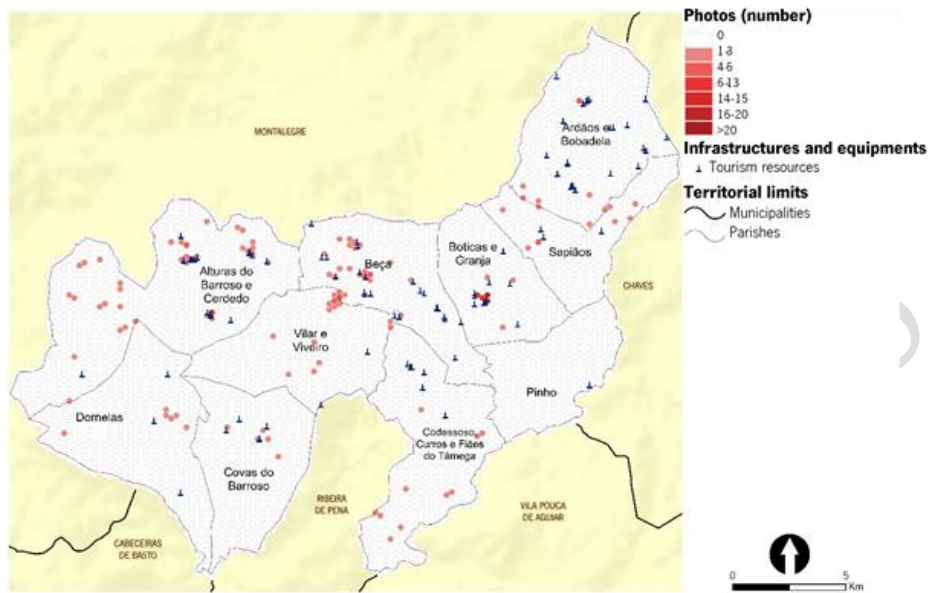 Photos (number)
0
1-3
4-5
6-13
14-15
16-20
>20
Infrastructures and equipments
Tourism resources
Territorial limits
Municipalities
Parishes
MONTALEGRE
Ardãos e
Bobadela
Sapiãos
Boticas e
Granja
CHAVES
Beça
Alturas do
Barroso e
Cerdedo
Vilar e
Viveiro
Pinho
Dornelas
Codessoso,
Curros e Fiães
do Tâmega
Covas do
Barroso
RIBEIRA
DE PENA
VILA POUCA
DE AGUIAR
CABECEIRAS
DE BASTO
0 5
Km